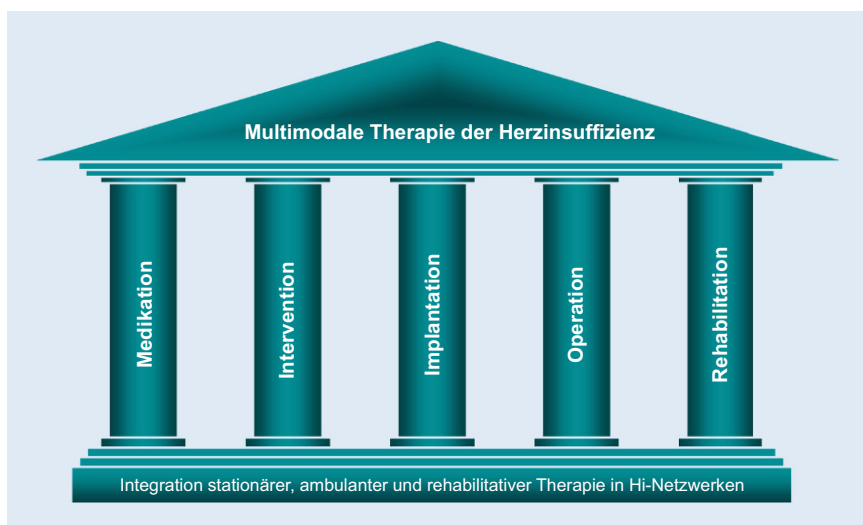 Multimodale Therapie der Herzinsuffizienz
Medikation
Intervention
Implantation
Operation
Rehabilitation
Integration stationärer, ambulanter und rehabilitativer Therapie in Hi-Netzwerken